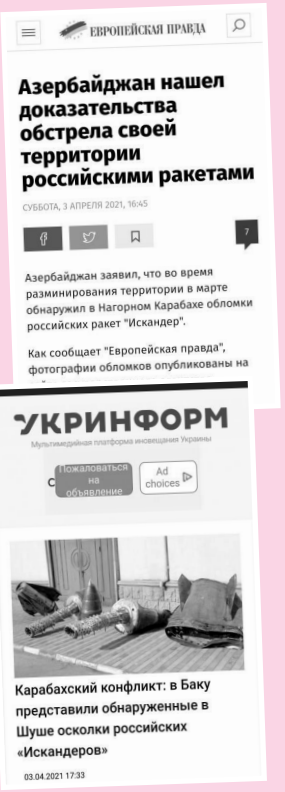 ЕВРОПЕЙСКАЯ ПРАВДА
Азербайджан нашел
доказательства
обстрела своей
территории
российскими ракетами
СУББОТА, 3 АПРЕЛЯ 2021, 16:45
7
Азербайджан заявил, что во время
разминирования территории в марте
обнаружил в Нагорном Карабахе обломки
российских ракет "Искандер".
Как сообщает "Европейская правда",
фотографии обломков опубликованы на
УКРИНФОРМ
Мультимедийная платформа иновещания Украины
Пожаловаться
на
объявление
Ad
choices
Карабахский конфликт: в Баку
представили обнаруженные в
Шуше осколки российских
«Искандеров»
03.04.2021 17:33